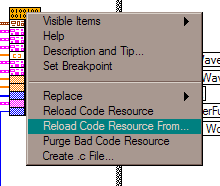 Visible Items
Help
Description and Tip...
Set Breakpoint
Replace
Reload Code Resource
Reload Code Resource From...
Purge Bad Code Resource
Create .c File...